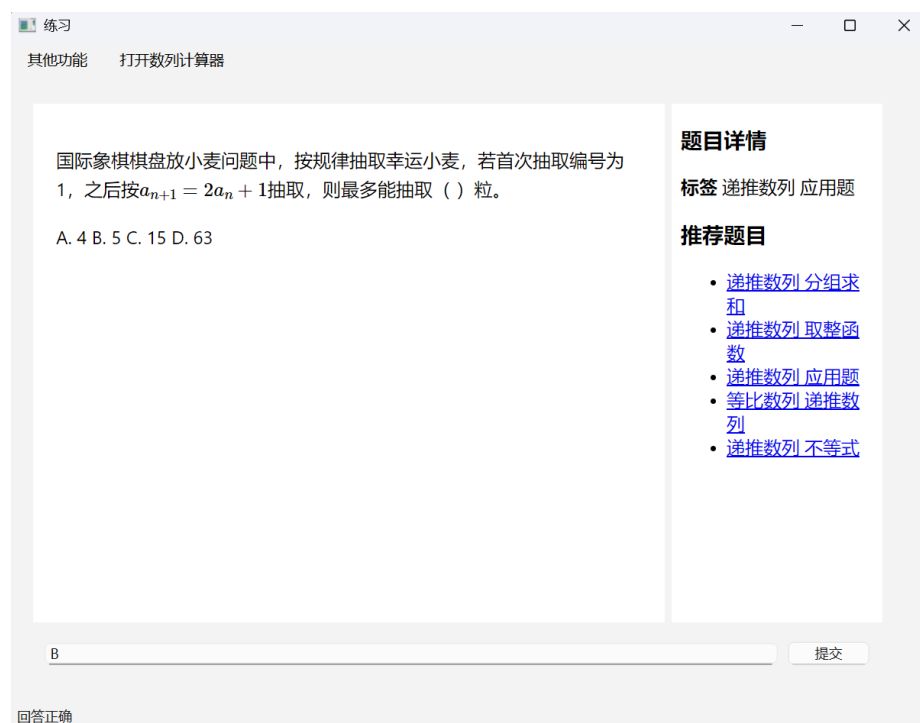 练习
其他功能 打开数列计算器
国际象棋棋盘放小麦问题中，按规律抽取幸运小麦，若首次抽取编号为
1，之后按aₙ₊₁ = 2aₙ + 1抽取，则最多能抽取（ ）粒。
A. 4 B. 5 C. 15 D. 63
题目详情
标签 递推数列 应用题
推荐题目
• 递推数列 分组求
和
• 递推数列 取整函
数
• 递推数列 应用题
• 等比数列 递推数
列
• 递推数列 不等式
B
提交
回答正确